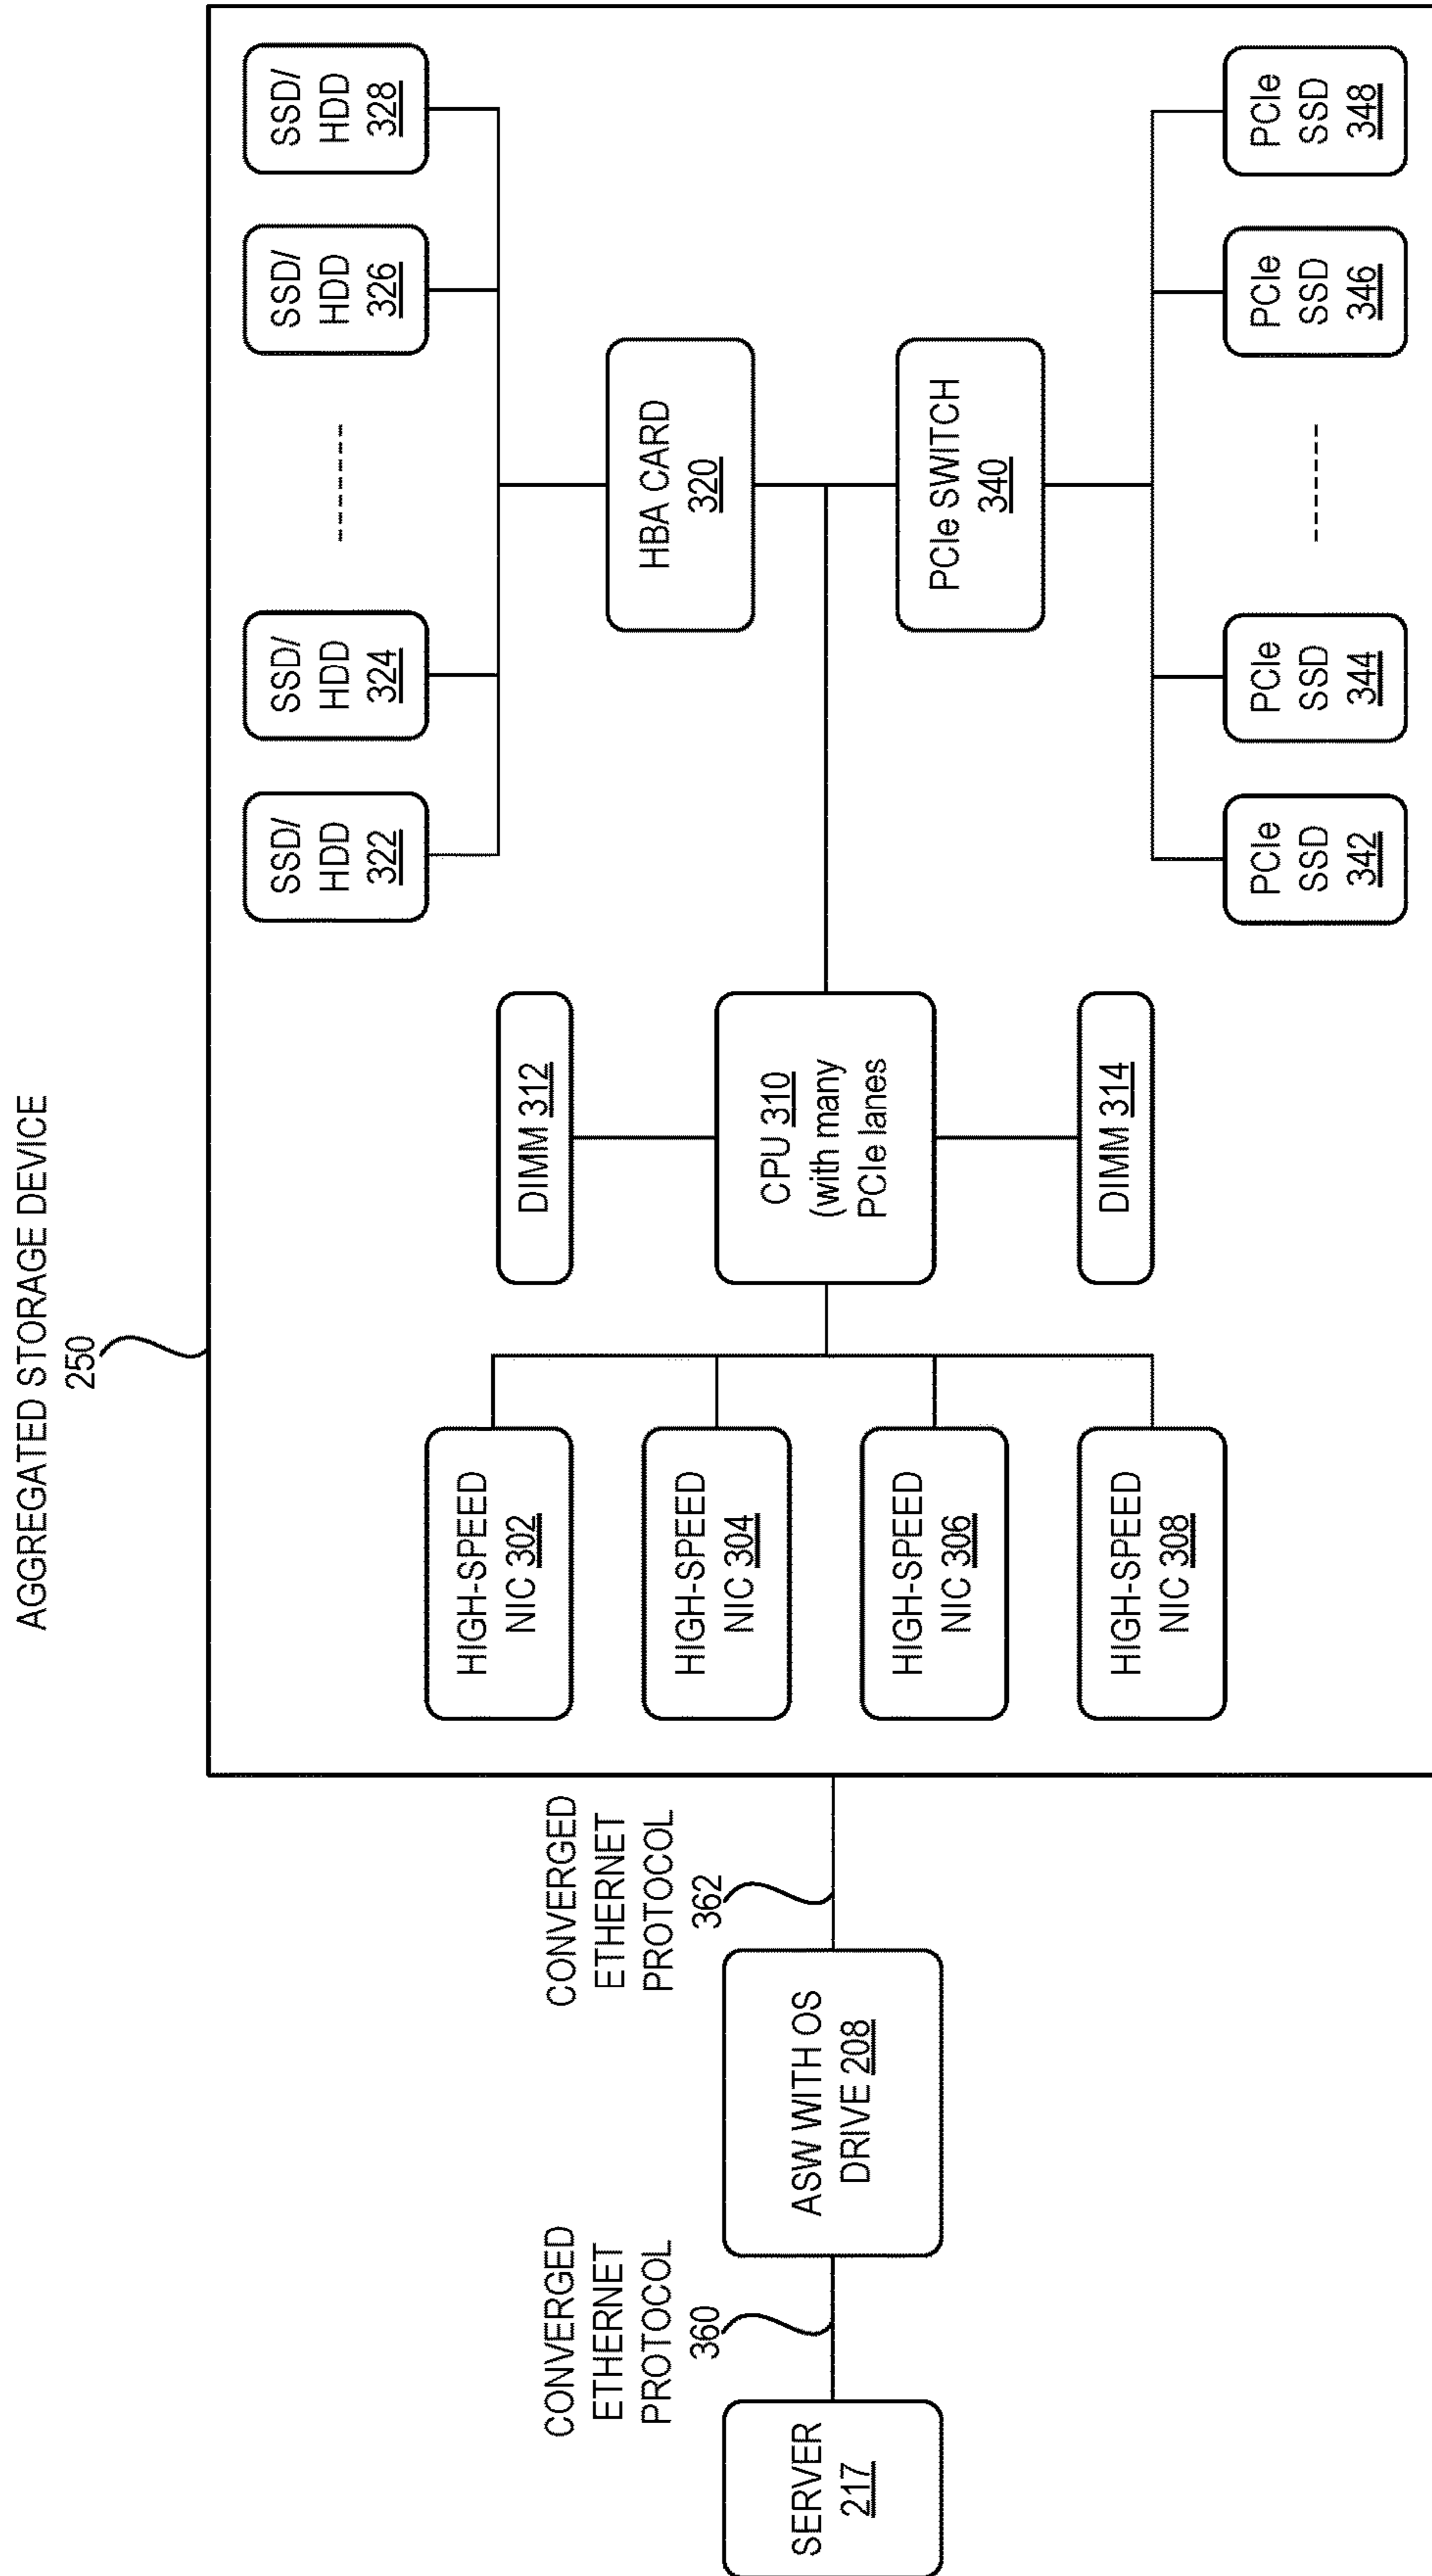 AGGREGATED STORAGE DEVICE
250
SERVER
217
CONVERGED
ETHERNET
PROTOCOL
360
ASW WITH OS
DRIVE 208
CONVERGED
ETHERNET
PROTOCOL
362
HIGH-SPEED
NIC 302
HIGH-SPEED
NIC 304
HIGH-SPEED
NIC 306
HIGH-SPEED
NIC 308
DIMM 312
CPU 310
(with many
PCIe lanes
DIMM 314
SSD/
HDD
322
SSD/
HDD
324
SSD/
HDD
326
SSD/
HDD
328
HBA CARD
320
PCIe SWITCH
340
PCIe
SSD
342
PCIe
SSD
344
PCIe
SSD
346
PCIe
SSD
348